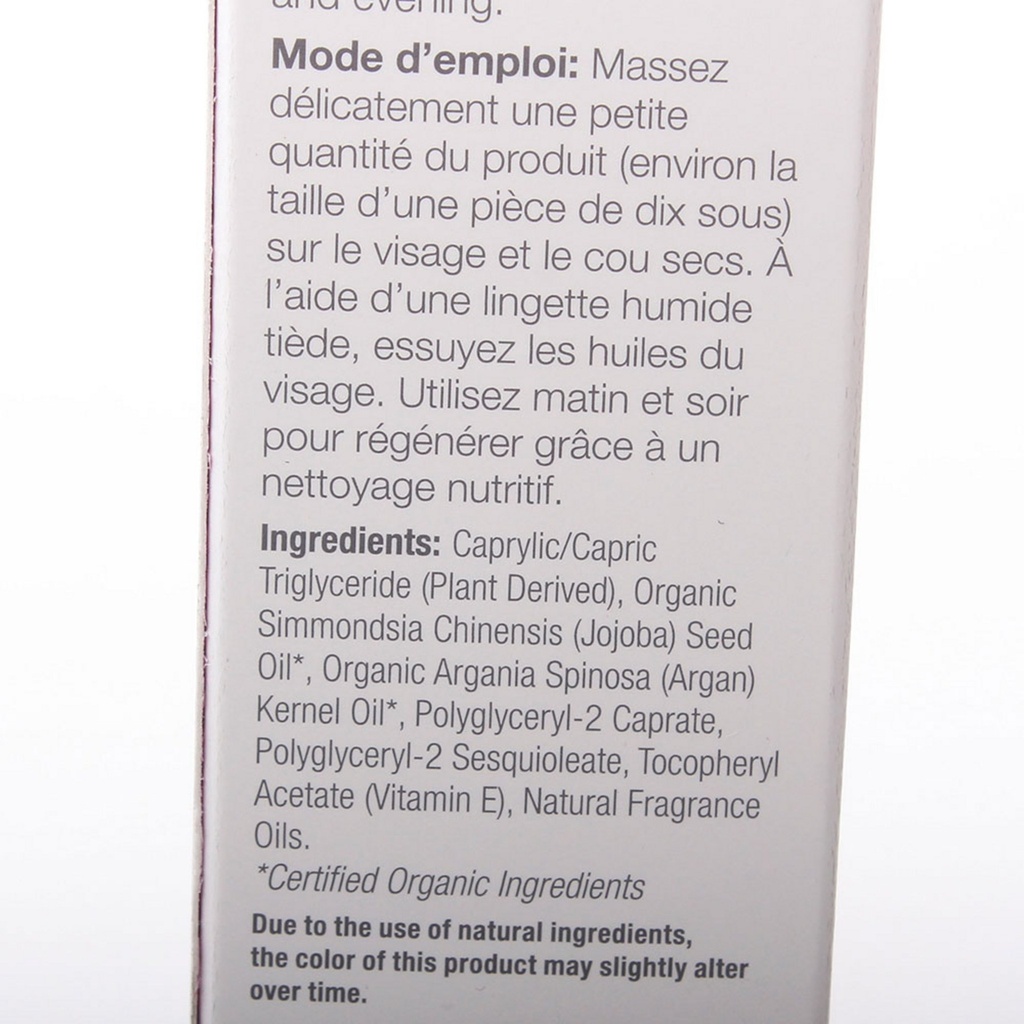 and evening.
Mode d’emploi: Massez
délicatement une petite
quantité du produit (environ la
taille d’une pièce de dix sous)
sur le visage et le cou secs. À
l’aide d’une lingette humide
tiède, essuyez les huiles du
visage. Utilisez matin et soir
pour régénérer grâce à un
nettoyage nutritif.
Ingredients: Caprylic/Capric
Triglyceride (Plant Derived), Organic
Simmondsia Chinensis (Jojoba) Seed
Oil*, Organic Argania Spinosa (Argan)
Kernel Oil*, Polyglyceryl-2 Caprate,
Polyglyceryl-2 Sesquioleate, Tocopheryl
Acetate (Vitamin E), Natural Fragrance
Oils.
*Certified Organic Ingredients
Due to the use of natural ingredients,
the color of this product may slightly alter
over time.